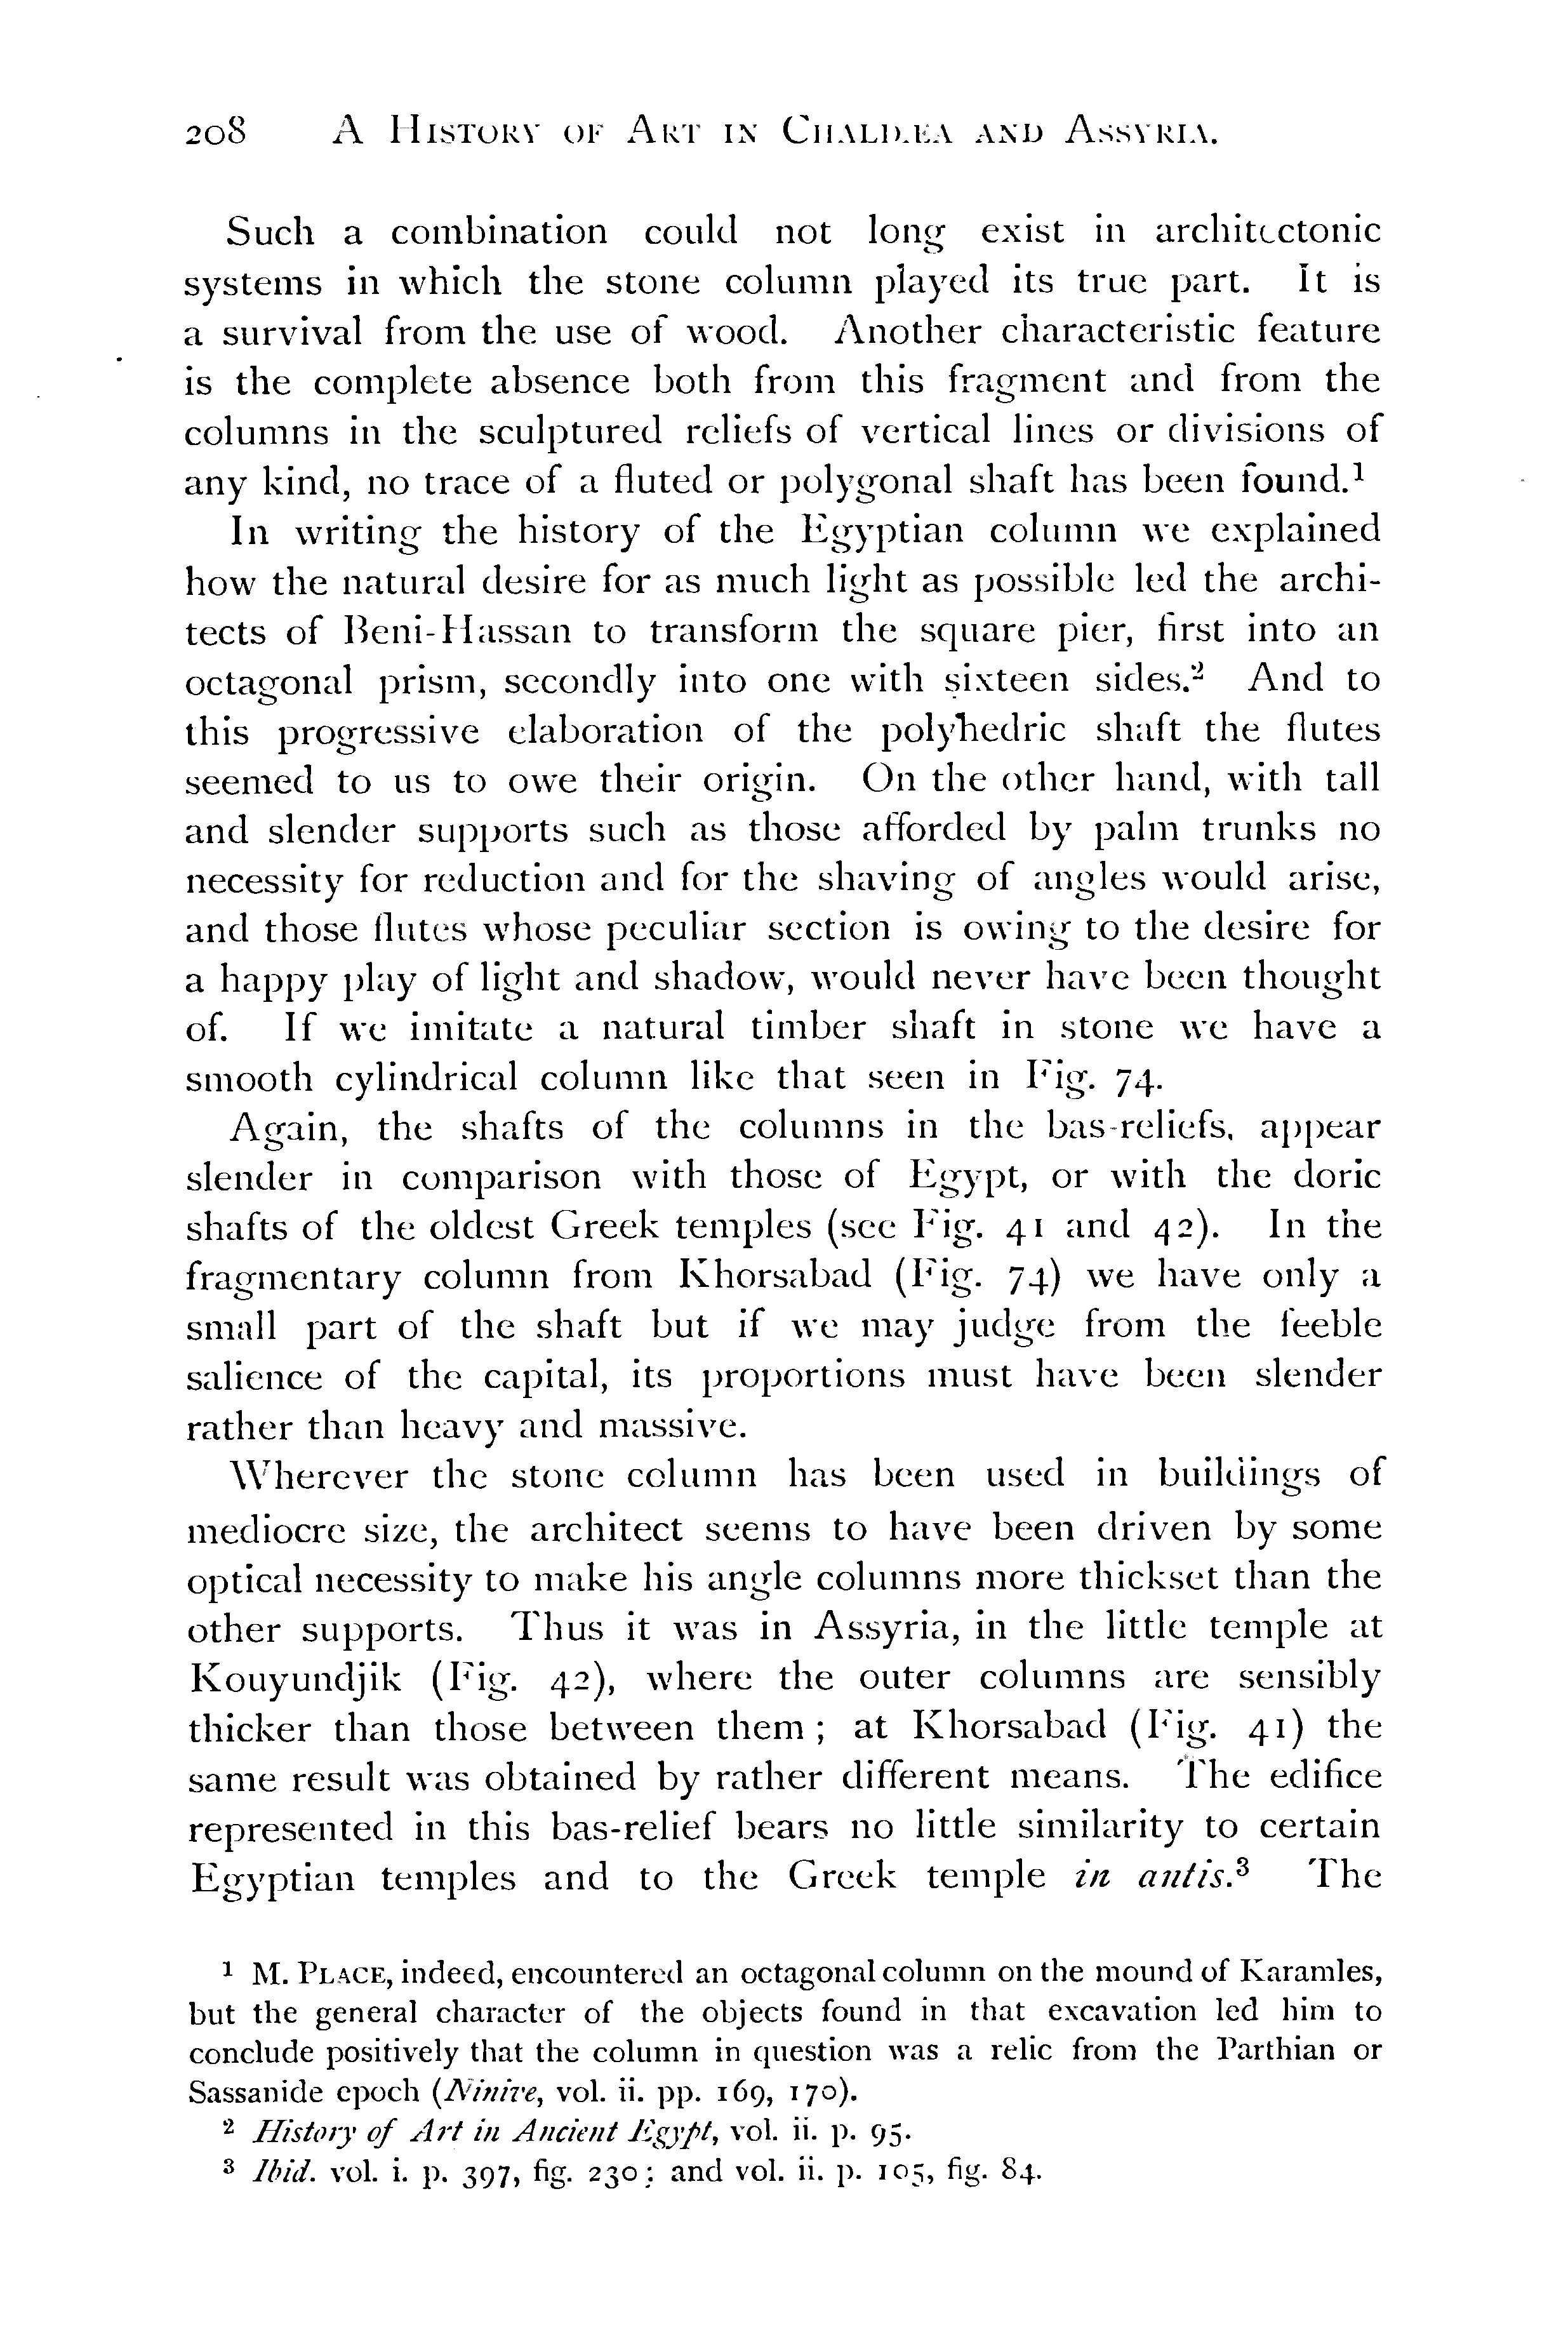 208 A History of Art in Chaldæa and Assyria.
Such a combination could not long exist in architectonic
systems in which the stone column played its true part. It is
a survival from the use of wood. Another characteristic feature
is the complete absence both from this fragment and from the
columns in the sculptured reliefs of vertical lines or divisions of
any kind, no trace of a fluted or polygonal shaft has been found.¹
In writing the history of the Egyptian column we explained
how the natural desire for as much light as possible led the archi-
tects of Beni-Hassan to transform the square pier, first into an
octagonal prism, secondly into one with sixteen sides.² And to
this progressive elaboration of the polyhedric shaft the flutes
seemed to us to owe their origin. On the other hand, with tall
and slender supports such as those afforded by palm trunks no
necessity for reduction and for the shaving of angles would arise,
and those flutes whose peculiar section is owing to the desire for
a happy play of light and shadow, would never have been thought
of. If we imitate a natural timber shaft in stone we have a
smooth cylindrical column like that seen in Fig. 74.
Again, the shafts of the columns in the bas-reliefs, appear
slender in comparison with those of Egypt, or with the doric
shafts of the oldest Greek temples (see Fig. 41 and 42). In the
fragmentary column from Khorsabad (Fig. 74) we have only a
small part of the shaft but if we may judge from the feeble
salience of the capital, its proportions must have been slender
rather than heavy and massive.
Wherever the stone column has been used in buildings of
mediocre size, the architect seems to have been driven by some
optical necessity to make his angle columns more thickset than the
other supports. Thus it was in Assyria, in the little temple at
Kouyundjik (Fig. 42), where the outer columns are sensibly
thicker than those between them; at Khorsabad (Fig. 41) the
same result was obtained by rather different means. The edifice
represented in this bas-relief bears no little similarity to certain
Egyptian temples and to the Greek temple in antis.³ The
¹ M. Place, indeed, encountered an octagonal column on the mound of Karamles,
but the general character of the objects found in that excavation led him to
conclude positively that the column in question was a relic from the Parthian or
Sassanide epoch (Ninive, vol. ii. pp. 169, 170).
² History of Art in Ancient Egypt, vol. ii. p. 95.
³ Ibid. vol. i. p. 397, fig. 230; and vol. ii. p. 105, fig. 84.